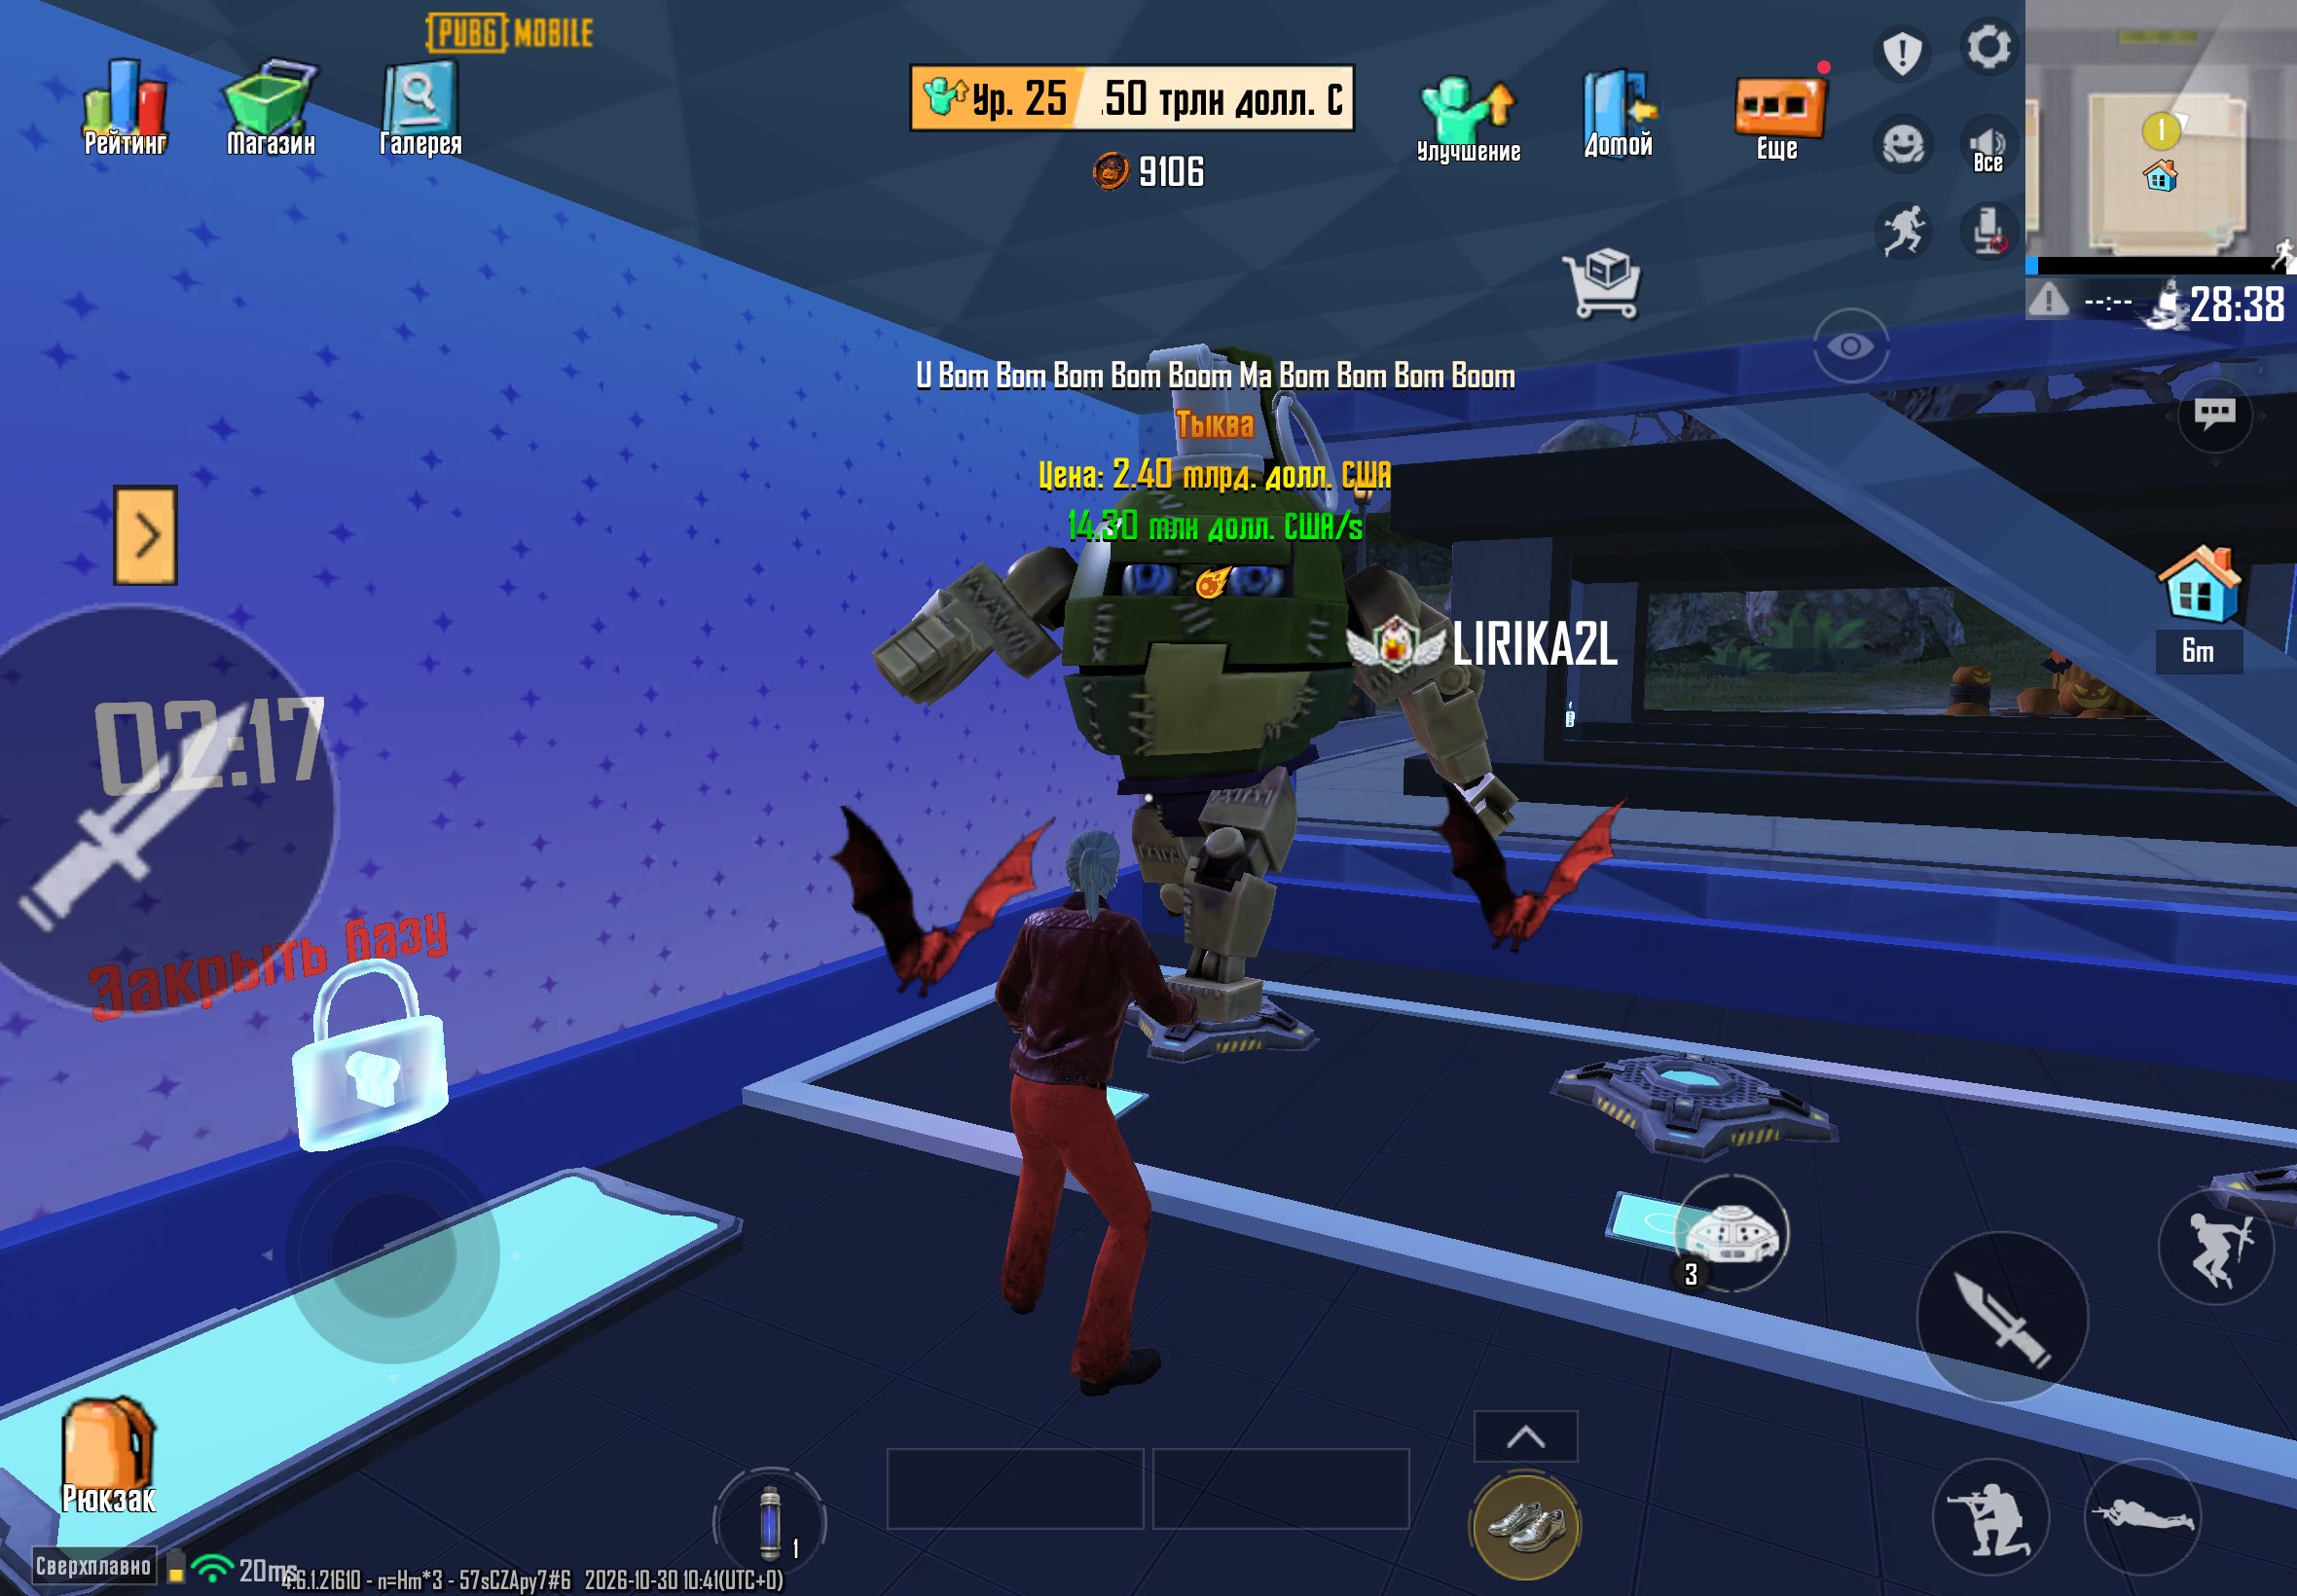 PUBG MOBILE
Рейтинг
Магазин
Галерея
Ур. 25
.50 трлн долл. С
9106
Улучшение
Домой
Еще
Все
1
--:--
28:38
U Bom Bom Bom Bom Boom Ma Bom Bom Bom Boom
Тыква
Цена: 2.40 млрд. долл. США
14.30 млн долл. США/s
LIRIKA2L
6m
02:17
Закрыть базу
3
Рюкзак
1
Сверхплавно
20ms
4.6.1.21610 - n=Hm*3 - 57sCZApy7#6 2026-10-30 10:41(UTC+0)